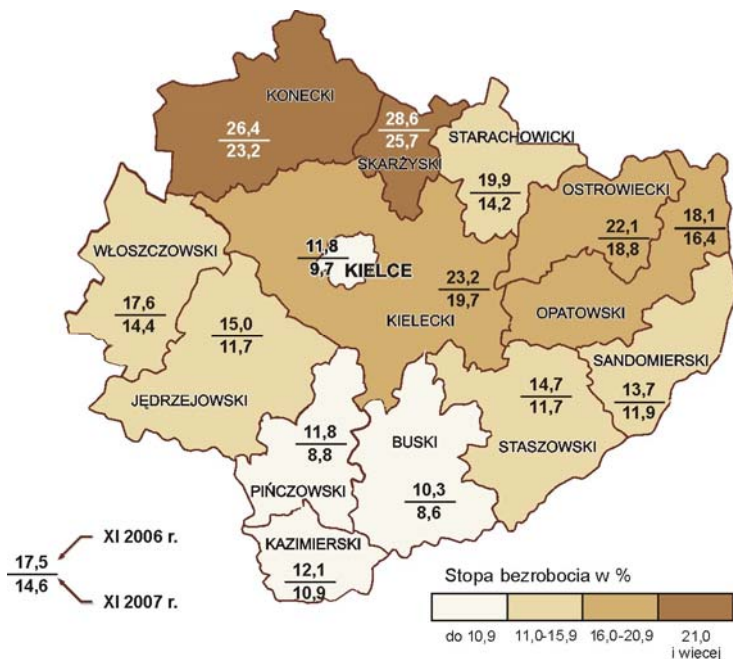 KONECKI
26,4
23,2
28,6
25,7
SKARŻYSKI
STARACHOWICKI
19,9
14,2
OSTROWIECKI
22,1
18,8
18,1
16,4
WŁOSZCZOWSKI
17,6
14,4
11,8
9,7
KIELCE
23,2
19,7
KIELECKI
OPATOWSKI
15,0
11,7
JĘDRZEJOWSKI
SANDOMIERSKI
13,7
11,9
14,7
11,7
STASZOWSKI
11,8
8,8
PIŃCZOWSKI
BUSKI
10,3
8,6
KAZIMIERSKI
12,1
10,9
17,5
14,6
XI 2006 r.
XI 2007 r.
Stopa bezrobocia w %
do 10,9 11,0-15,9 16,0-20,9 21,0
i więcej